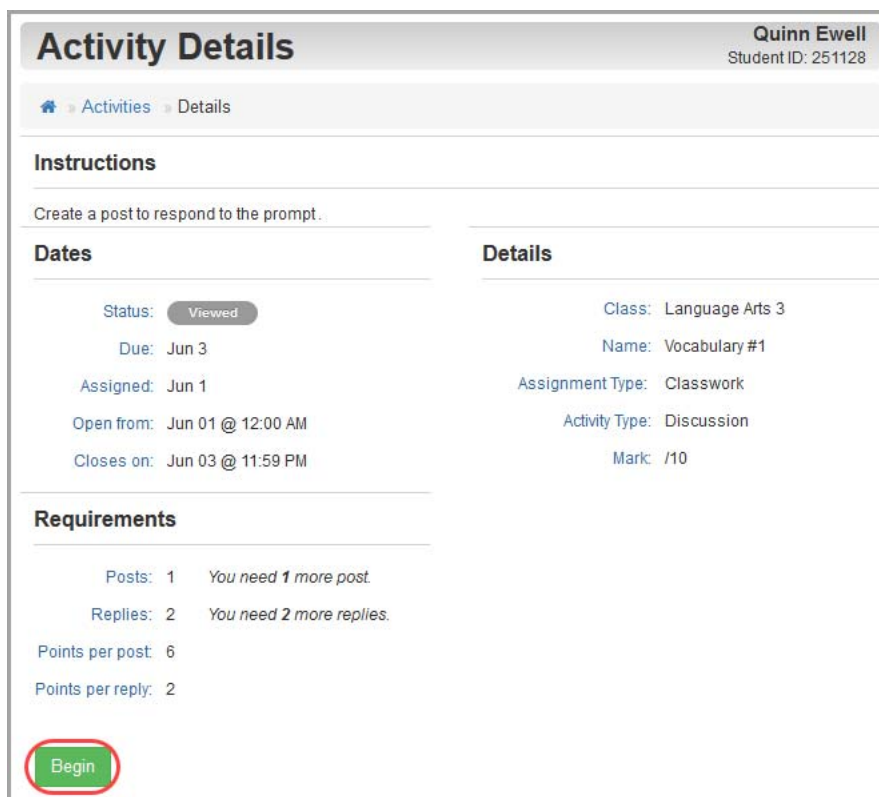 Activity Details
Quinn Ewell
Student ID: 251128
» Activities » Details
Instructions
Create a post to respond to the prompt.
Dates
Status: Viewed
Due: Jun 3
Assigned: Jun 1
Open from: Jun 01 @ 12:00 AM
Closes on: Jun 03 @ 11:59 PM
Details
Class: Language Arts 3
Name: Vocabulary #1
Assignment Type: Classwork
Activity Type: Discussion
Mark: /10
Requirements
Posts: 1 You need 1 more post.
Replies: 2 You need 2 more replies.
Points per post: 6
Points per reply: 2
Begin